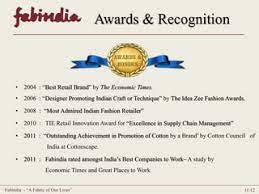 fabindia
Awards & Recognition
AWARDS &
HONORS
• 2004 : “Best Retail Brand” by The Economic Times.
• 2006 : “Designer Promoting Indian Craft or Technique” by The Idea Zee Fashion Awards.
• 2008 : “Most Admired Indian Fashion Retailer”
• 2010 : TIE Retail Innovation Award for “Excellence in Supply Chain Management”
• 2011 : “Outstanding Achievement in Promotion of Cotton by a Brand” by Cotton Council of
India at Cottonscape.
• 2011 : Fabindia rated amongst India’s Best Companies to Work – A study by
Economic Times and Great Places to Work
Fabindia - “A Fabric of Our Lives”
11-12